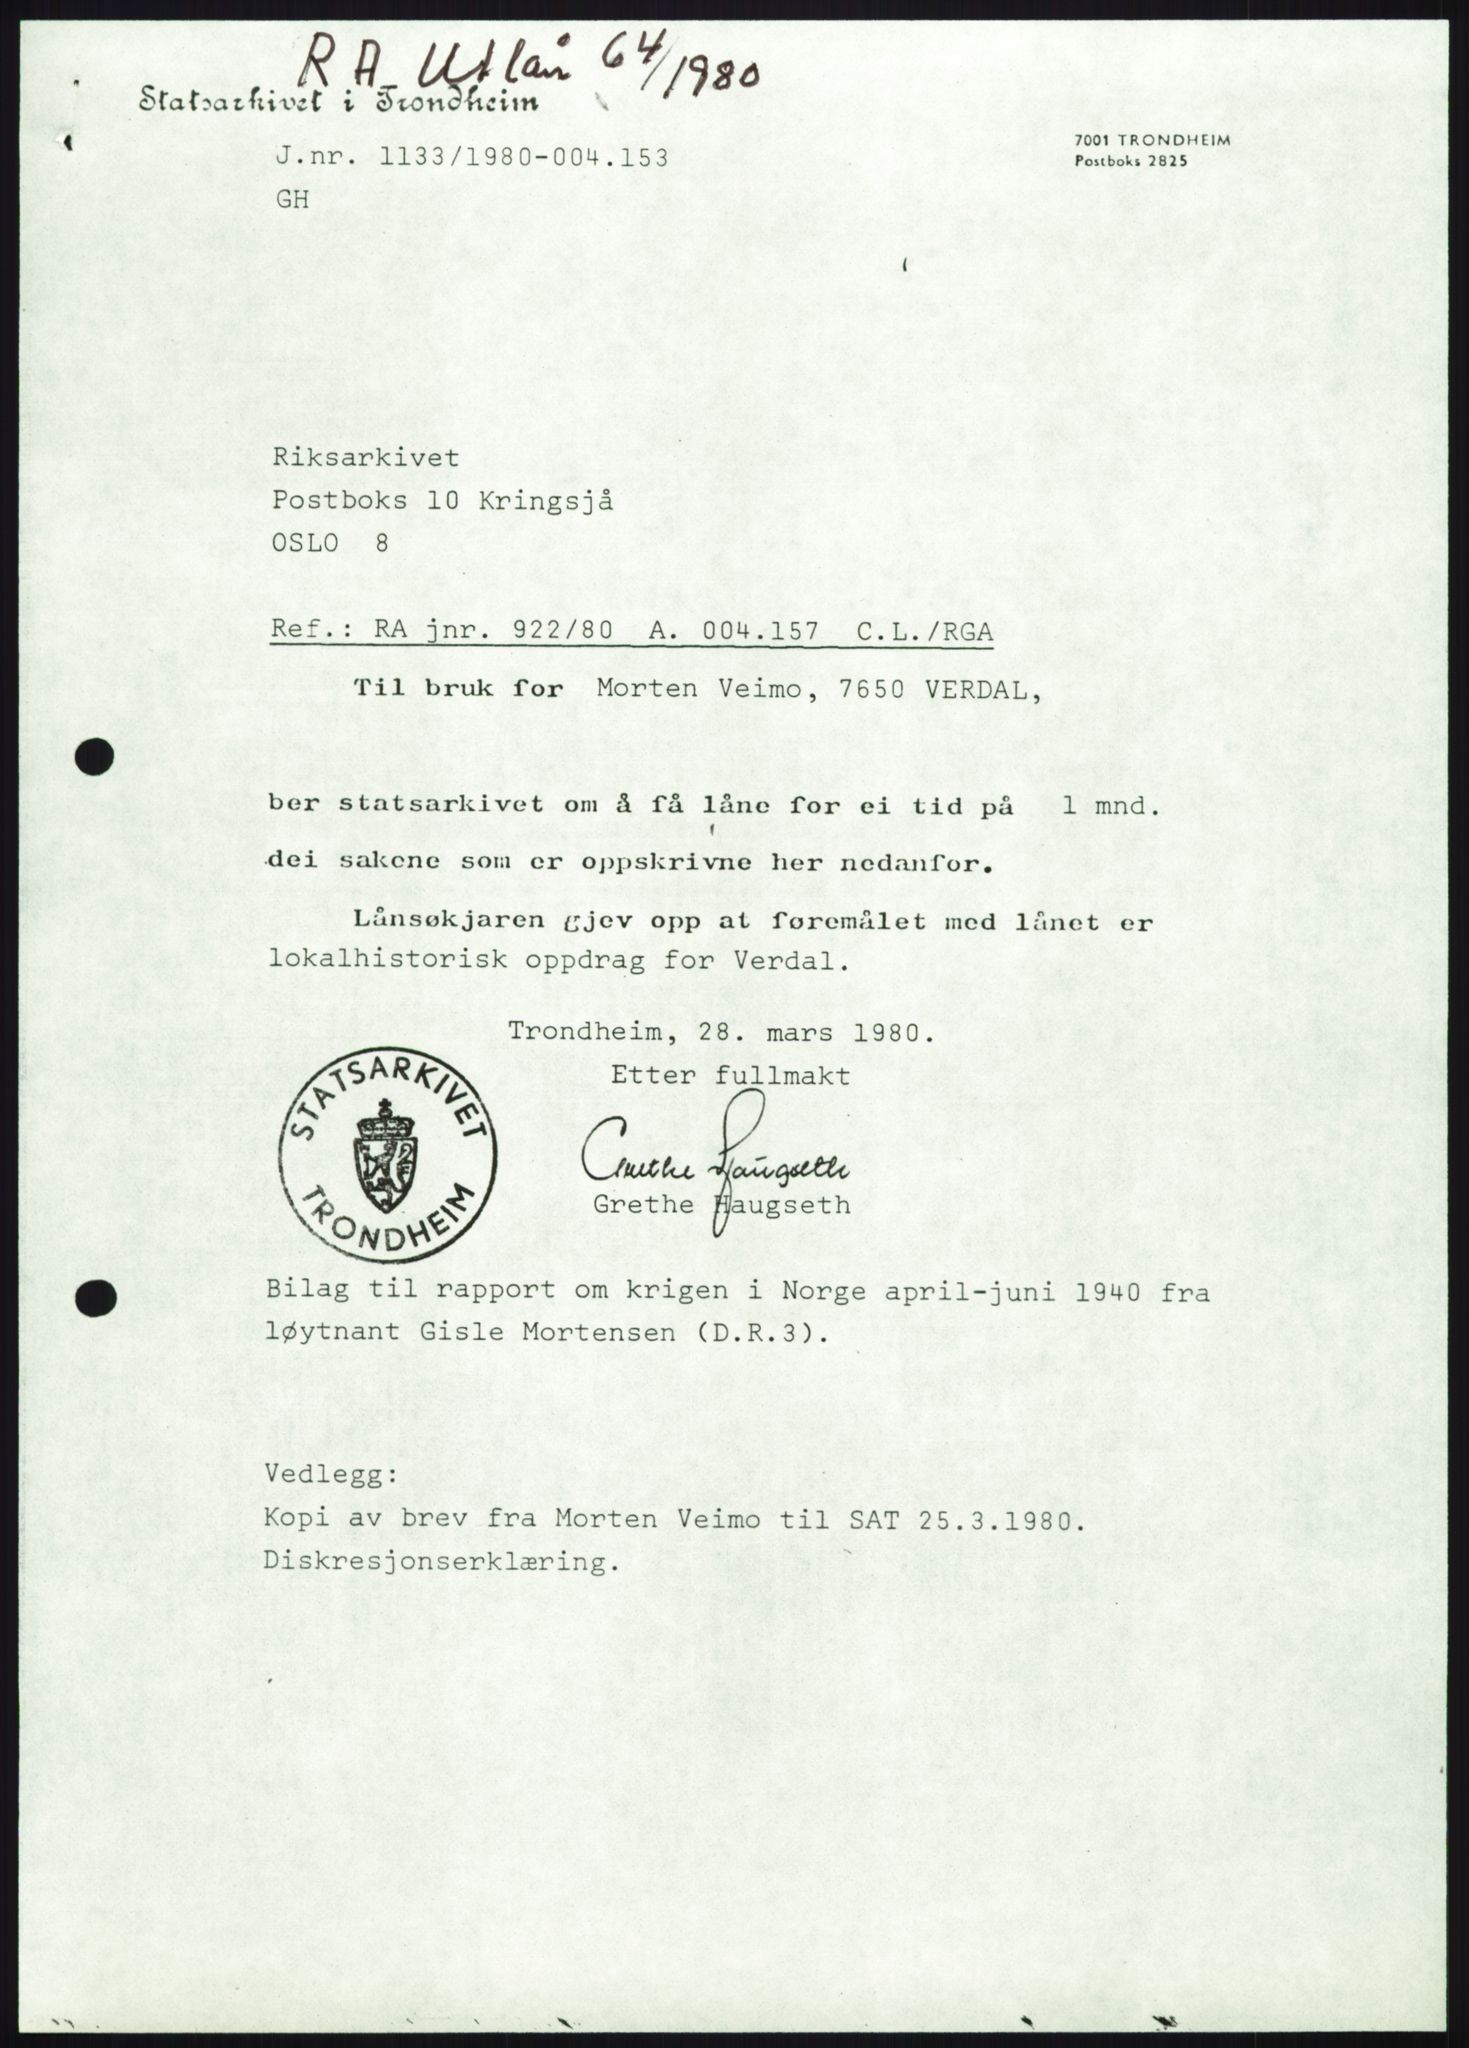 RA Utlån 64/1980
Statsarkivet i Trondheim
7001 TRONDHEIM
Postboks 2825
J.nr. 1133/1980-004.153
GH
Riksarkivet
Postboks 10 Kringsjå
OSLO 8
Ref.: RA jnr. 922/80 A. 004.157 C.L./RGA
Til bruk for Morten Veimo, 7650 VERDAL,
ber statsarkivet om å få låne for ei tid på 1 mnd.
dei sakene som er oppskrivne her nedanfor.
Lånsøkjaren gjev opp at føremålet med lånet er
lokalhistorisk oppdrag for Verdal.
Trondheim, 28. mars 1980.
Etter fullmakt
STATSARKIVET
TRONDHEIM
Grethe Haugseth
Grethe Haugseth
Bilag til rapport om krigen i Norge april-juni 1940 fra
løytnant Gisle Mortensen (D.R.3).
Vedlegg:
Kopi av brev fra Morten Veimo til SAT 25.3.1980.
Diskresjonserklæring.